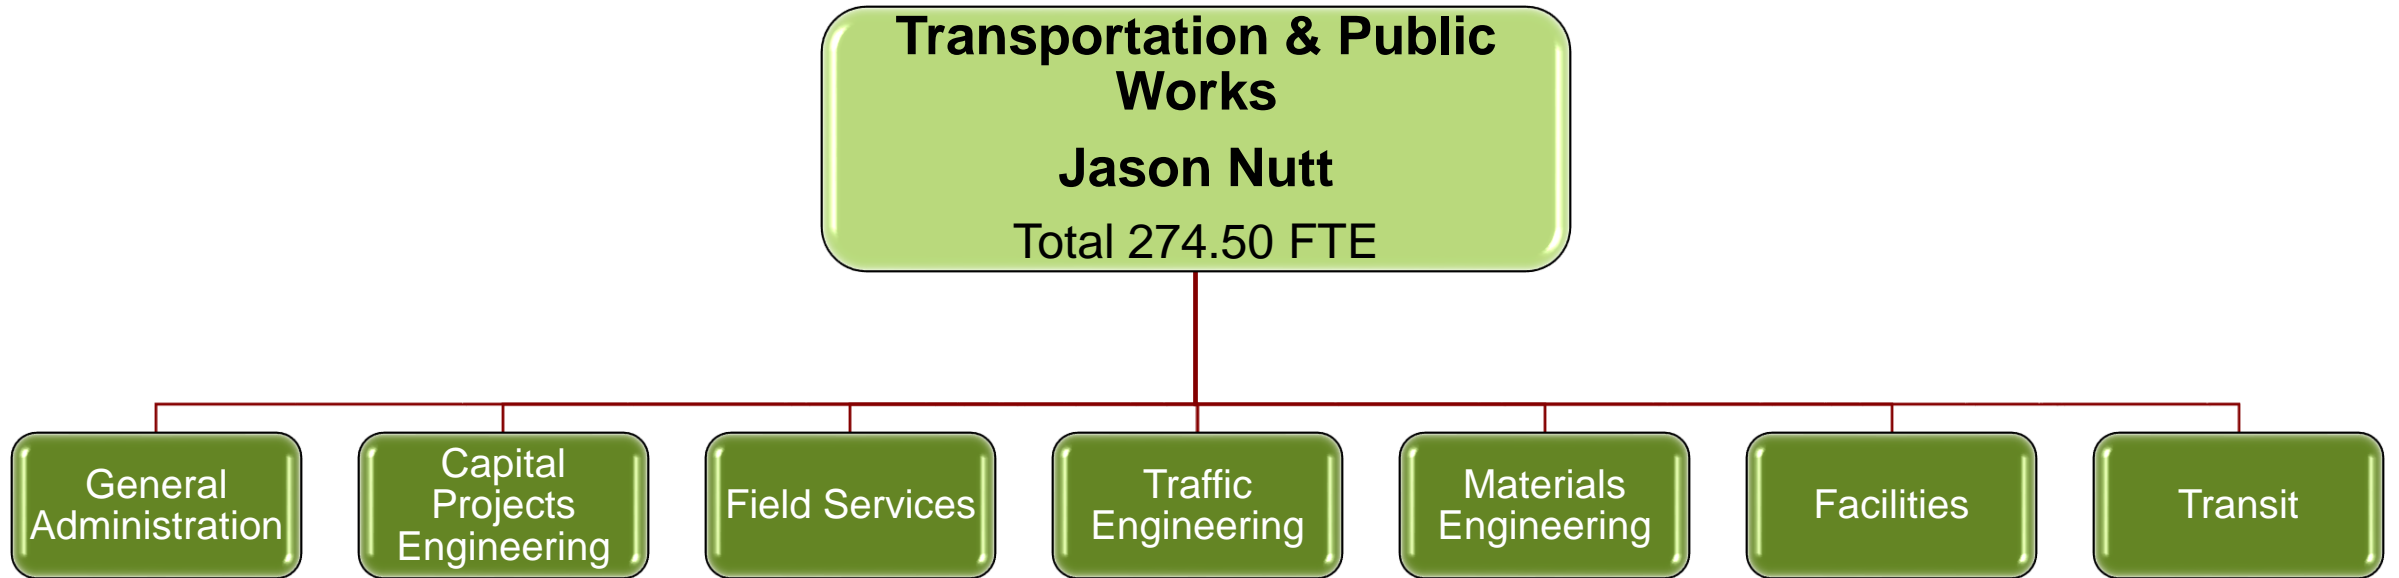 Transportation & Public
Works
Jason Nutt
Total 274.50 FTE
General
Administration
Capital
Projects
Engineering
Field Services
Traffic
Engineering
Materials
Engineering
Facilities
Transit